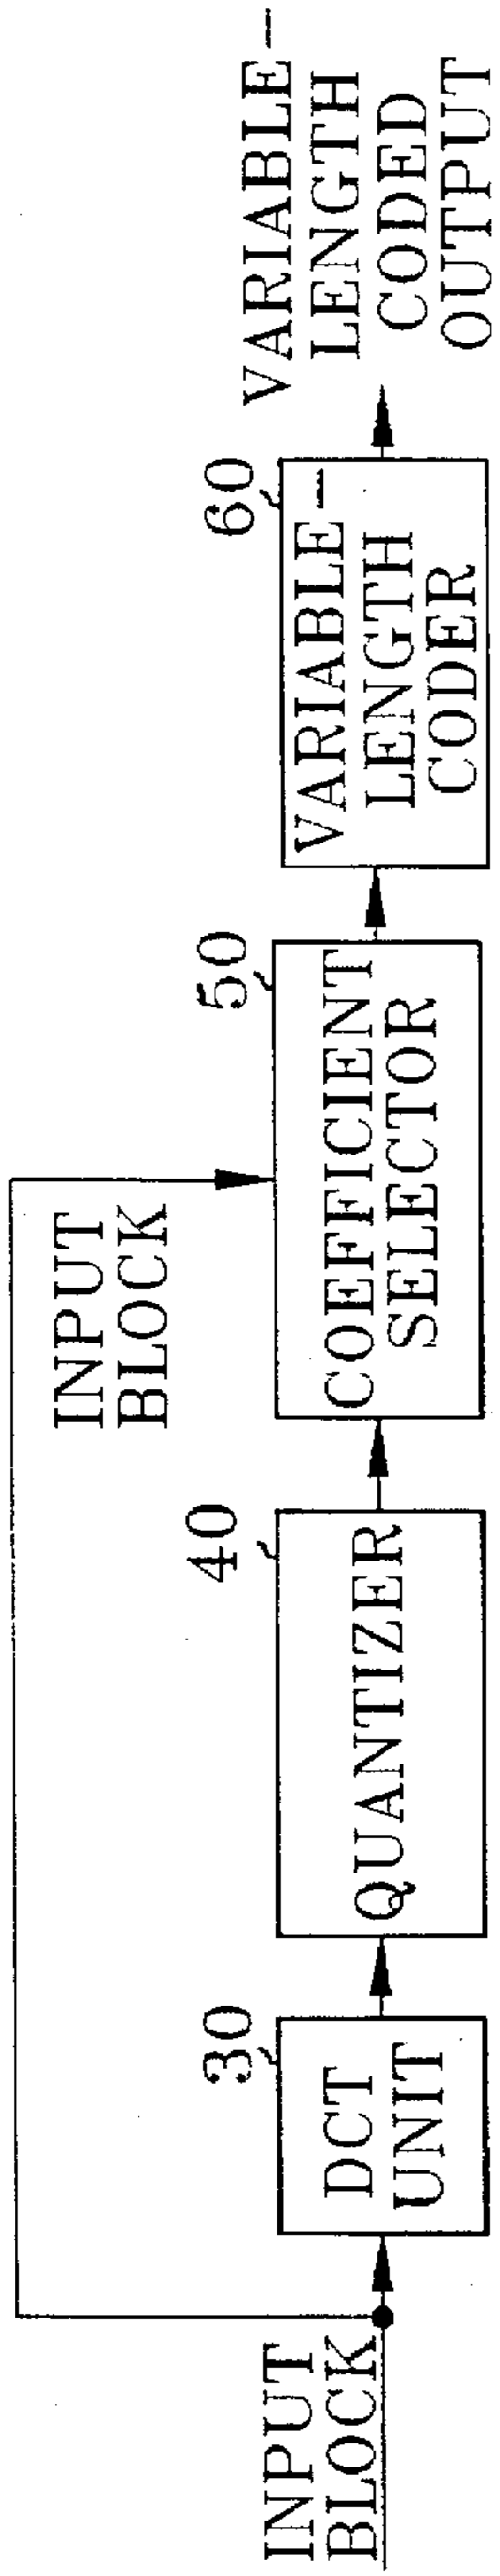 INPUT
BLOCK
30
DCT
UNIT
40
QUANTIZER
INPUT
BLOCK
50
COEFFICIENT
SELECTOR
60
VARIABLE-
LENGTH
CODER
VARIABLE-
LENGTH
CODED
OUTPUT